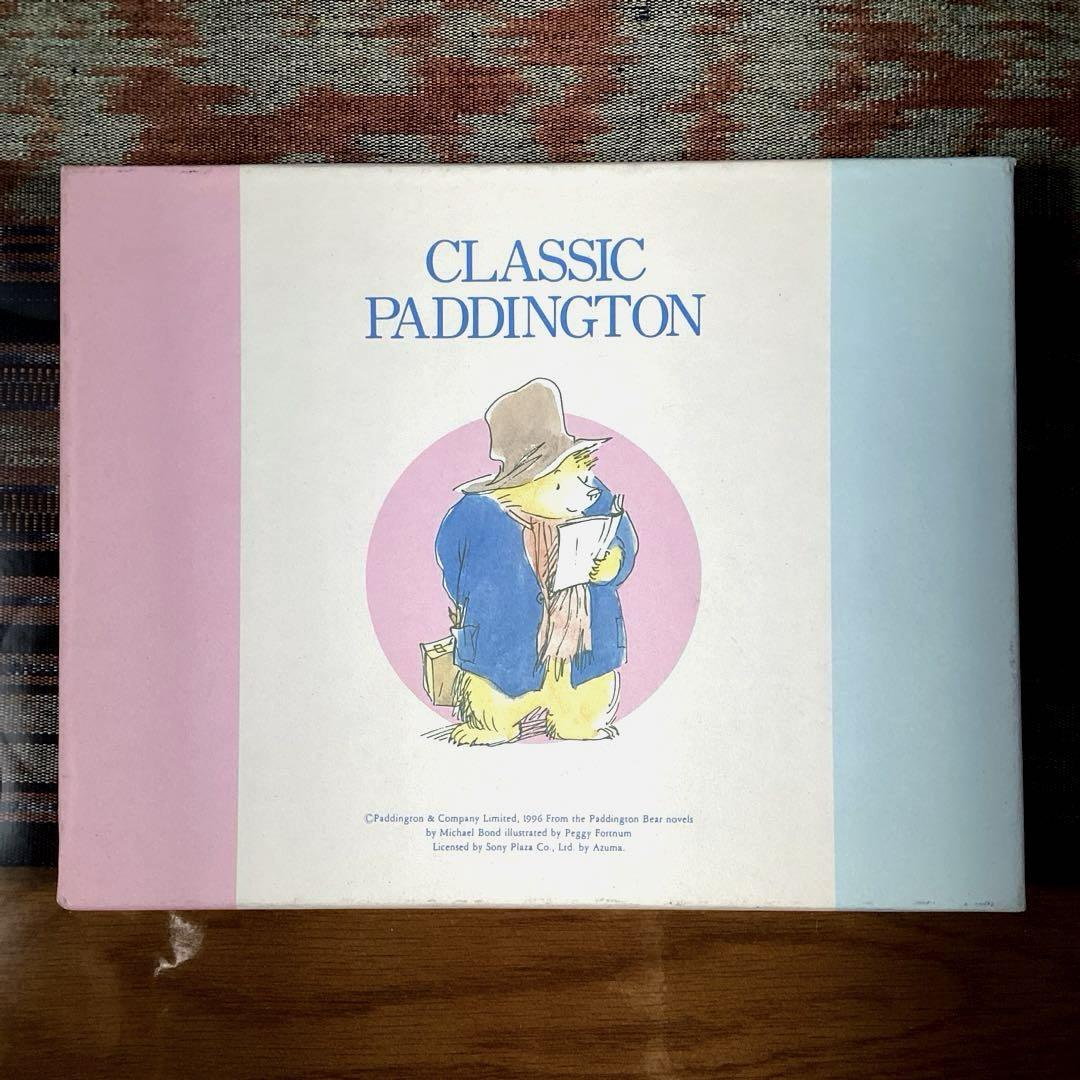 CLASSIC
PADDINGTON
©Paddington & Company Limited, 1996 From the Paddington Bear novels
by Michael Bond illustrated by Peggy Fortnum
Licensed by Sony Plaza Co., Ltd. by Azuma.